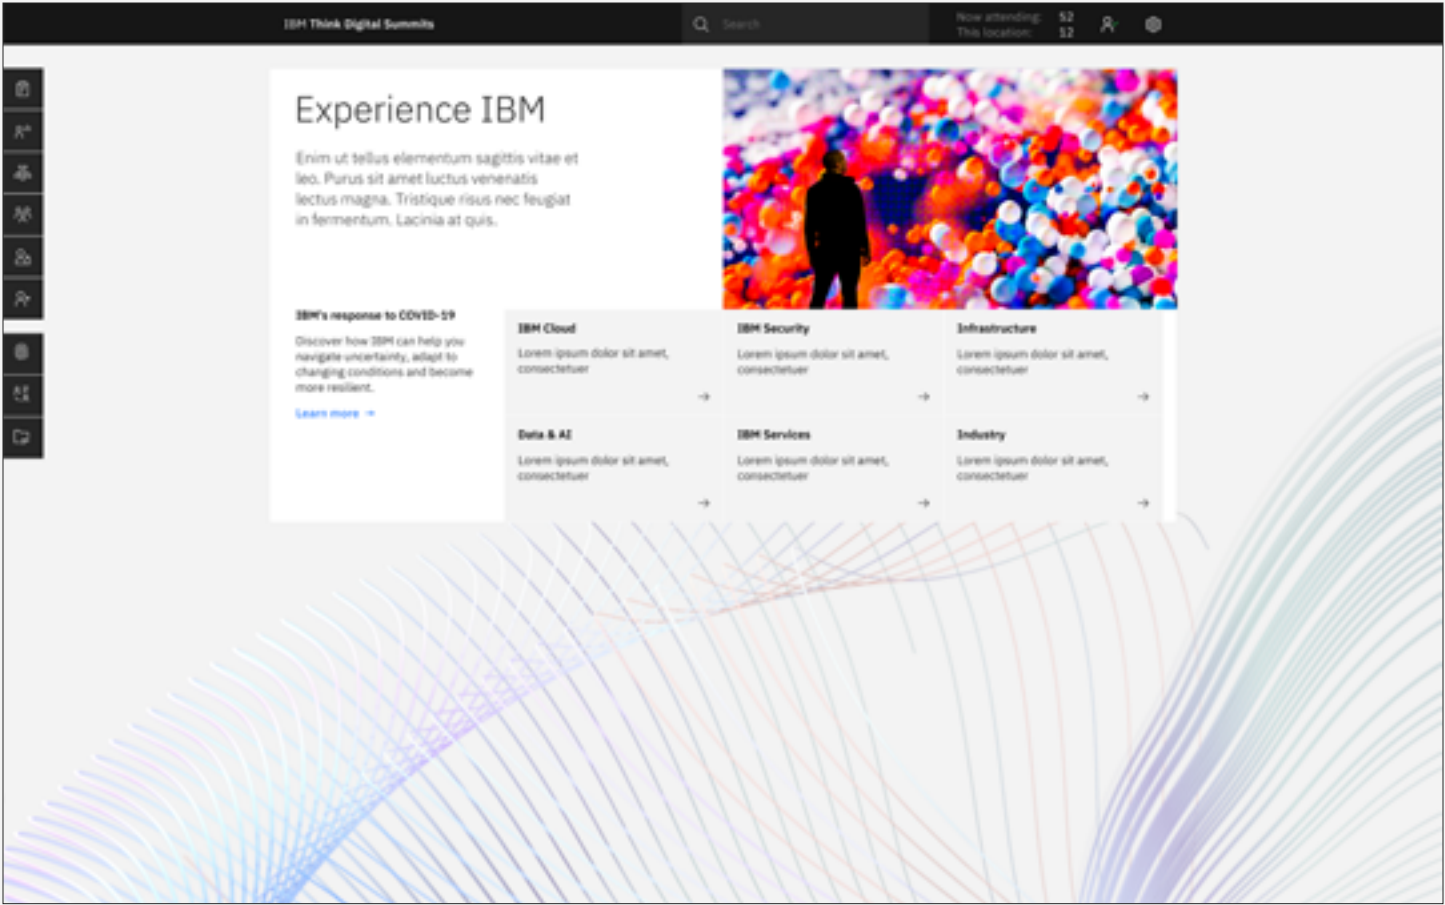 IBM Think Digital Summits
Search
Now attending: 52
This location: 12
Experience IBM
Enim ut tellus elementum sagittis vitae et
leo. Purus sit amet luctus venenatis
lectus magna. Tristique risus nec feugiat
in fermentum. Lacinia at quis.
IBM's response to COVID-19
Discover how IBM can help you
navigate uncertainty, adapt to
changing conditions and become
more resilient.
Learn more →
IBM Cloud
Lorem ipsum dolor sit amet,
consectetuer
→
IBM Security
Lorem ipsum dolor sit amet,
consectetuer
→
Infrastructure
Lorem ipsum dolor sit amet,
consectetuer
→
Data & AI
Lorem ipsum dolor sit amet,
consectetuer
→
IBM Services
Lorem ipsum dolor sit amet,
consectetuer
→
Industry
Lorem ipsum dolor sit amet,
consectetuer
→